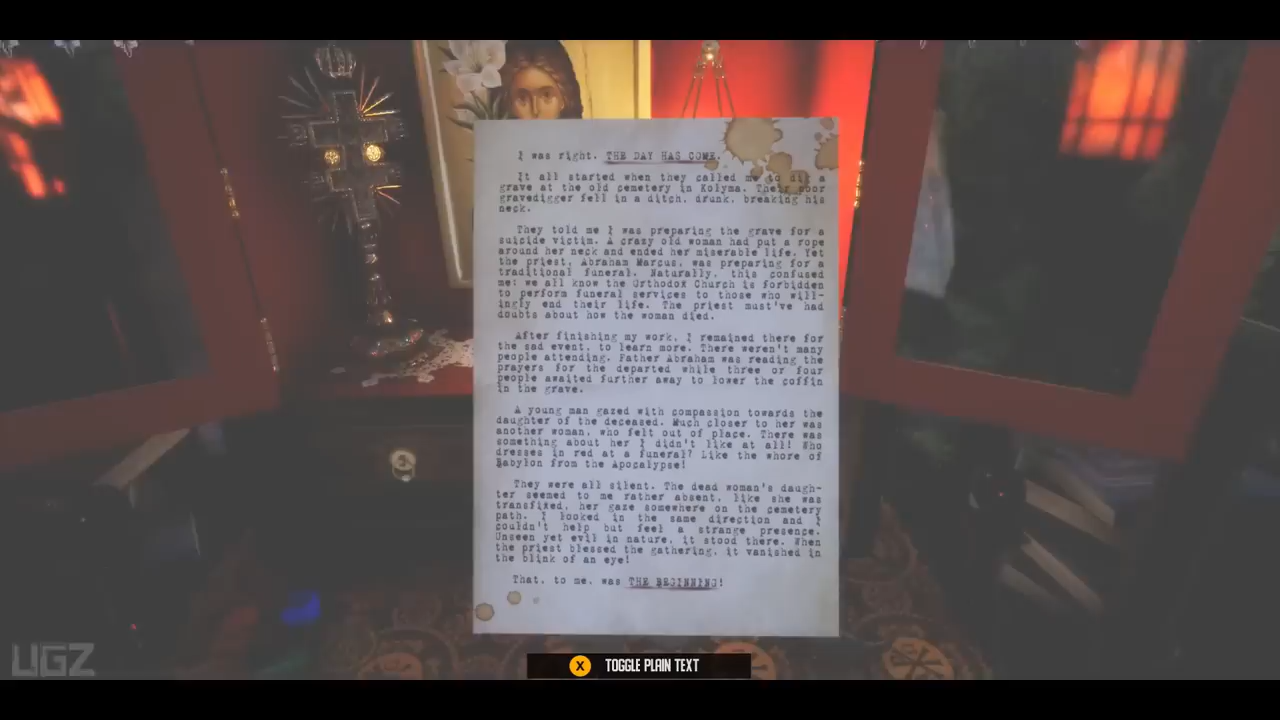 I was right. THE DAY HAS COME.
It all started when they called me to dig a
grave at the old cemetery in Kolyma. Their poor
gravedigger fell in a ditch, drunk, breaking his
neck.
They told me I was preparing the grave for a
suicide victim. A crazy old woman had put a rope
around her neck and ended her miserable life. Yet
the priest, Abraham Marcus, was preparing for a
traditional funeral. Naturally, this confused
me: we all know the Orthodox Church is forbidden
to perform funeral services to those who will-
ingly end their life. The priest must've had
doubts about how the woman died.
After finishing my work, I remained there for
the sad event, to learn more. There weren't many
people attending. Father Abraham was reading the
prayers for the departed while three or four
people awaited further away to lower the coffin
in the grave.
A young man gazed with compassion towards the
daughter of the deceased. Much closer to her was
another woman, who felt out of place. There was
something about her I didn't like at all! Who
dresses in red at a funeral? Like the whore of
Babylon from the Apocalypse!
They were all silent. The dead woman's daugh-
ter seemed to me rather absent, like she was
transfixed, her gaze somewhere on the cemetery
path. I looked in the same direction and I
couldn't help but feel a strange presence.
Unseen yet evil in nature, it stood there. When
the priest blessed the gathering, it vanished in
the blink of an eye!
That, to me, was THE BEGINNING!
UGZ
X TOGGLE PLAIN TEXT